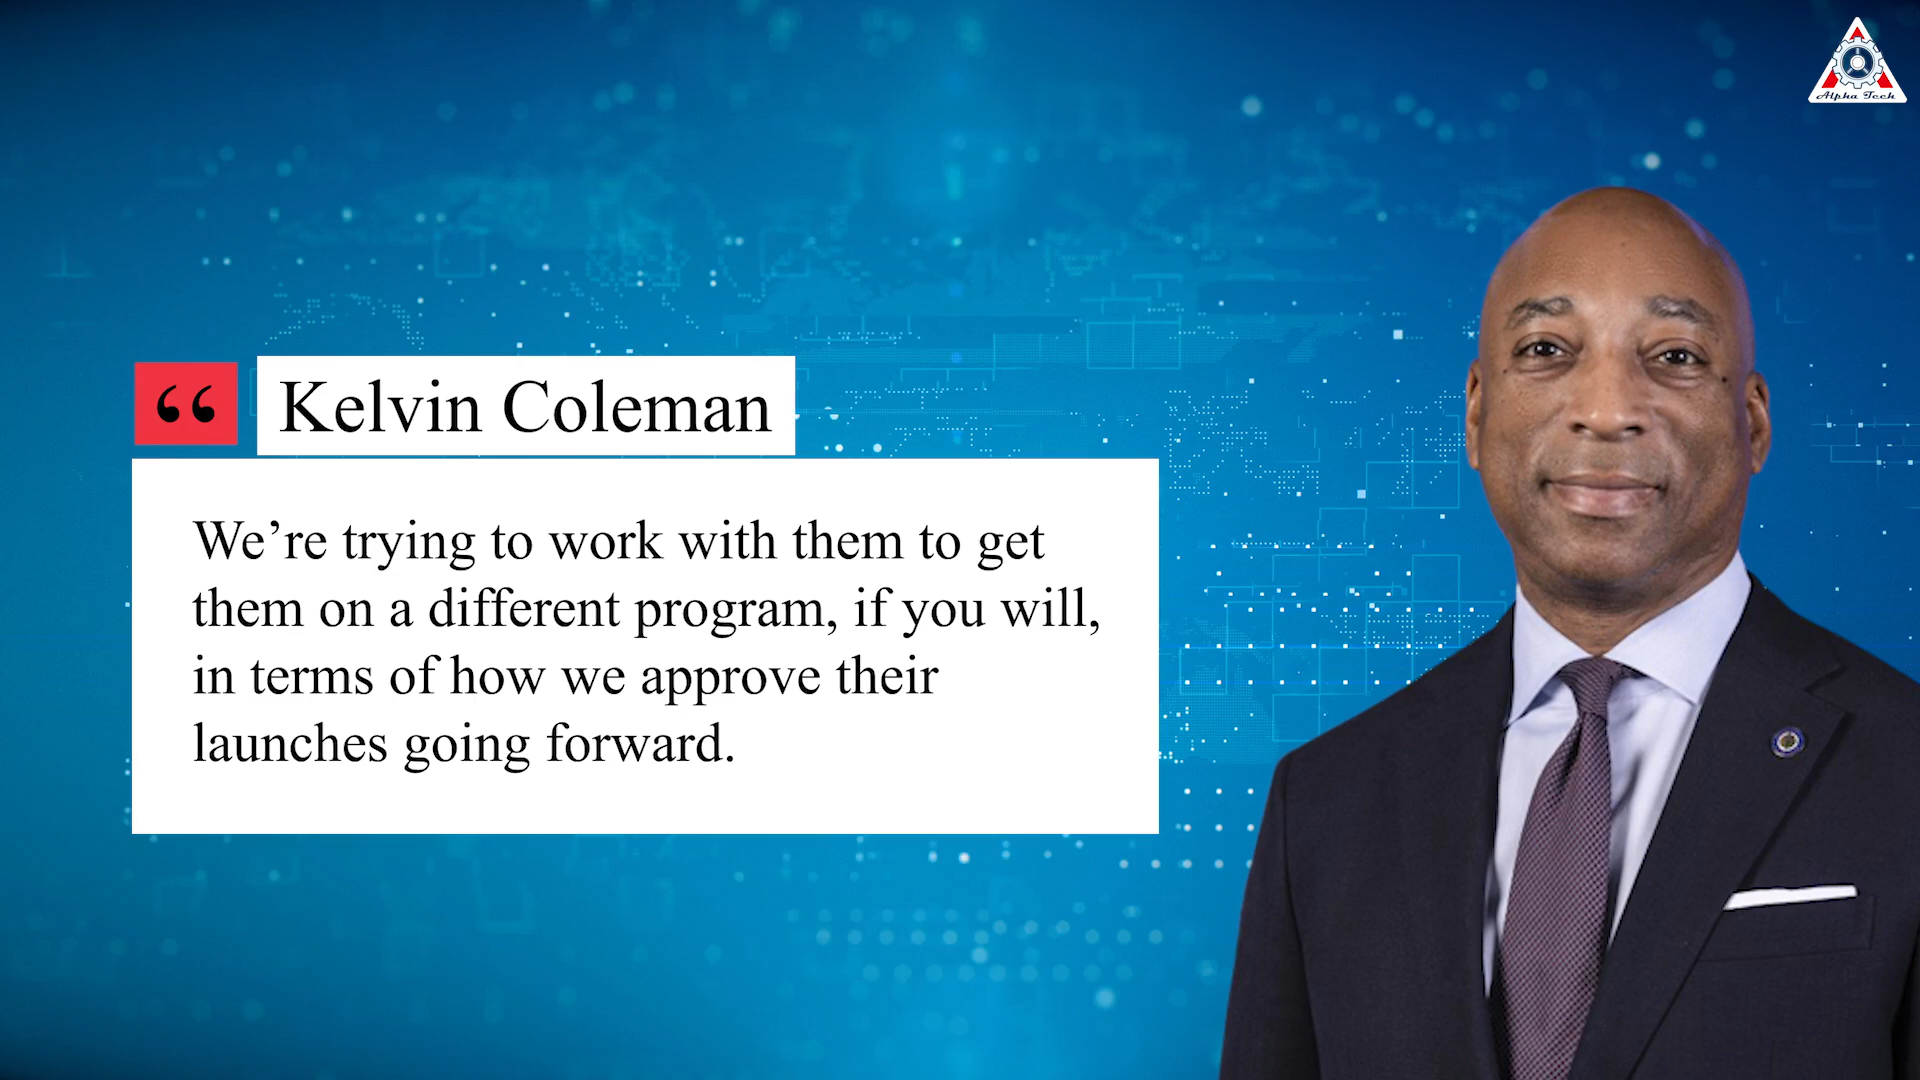 Alpha Tech
“ Kelvin Coleman
We’re trying to work with them to get
them on a different program, if you will,
in terms of how we approve their
launches going forward.